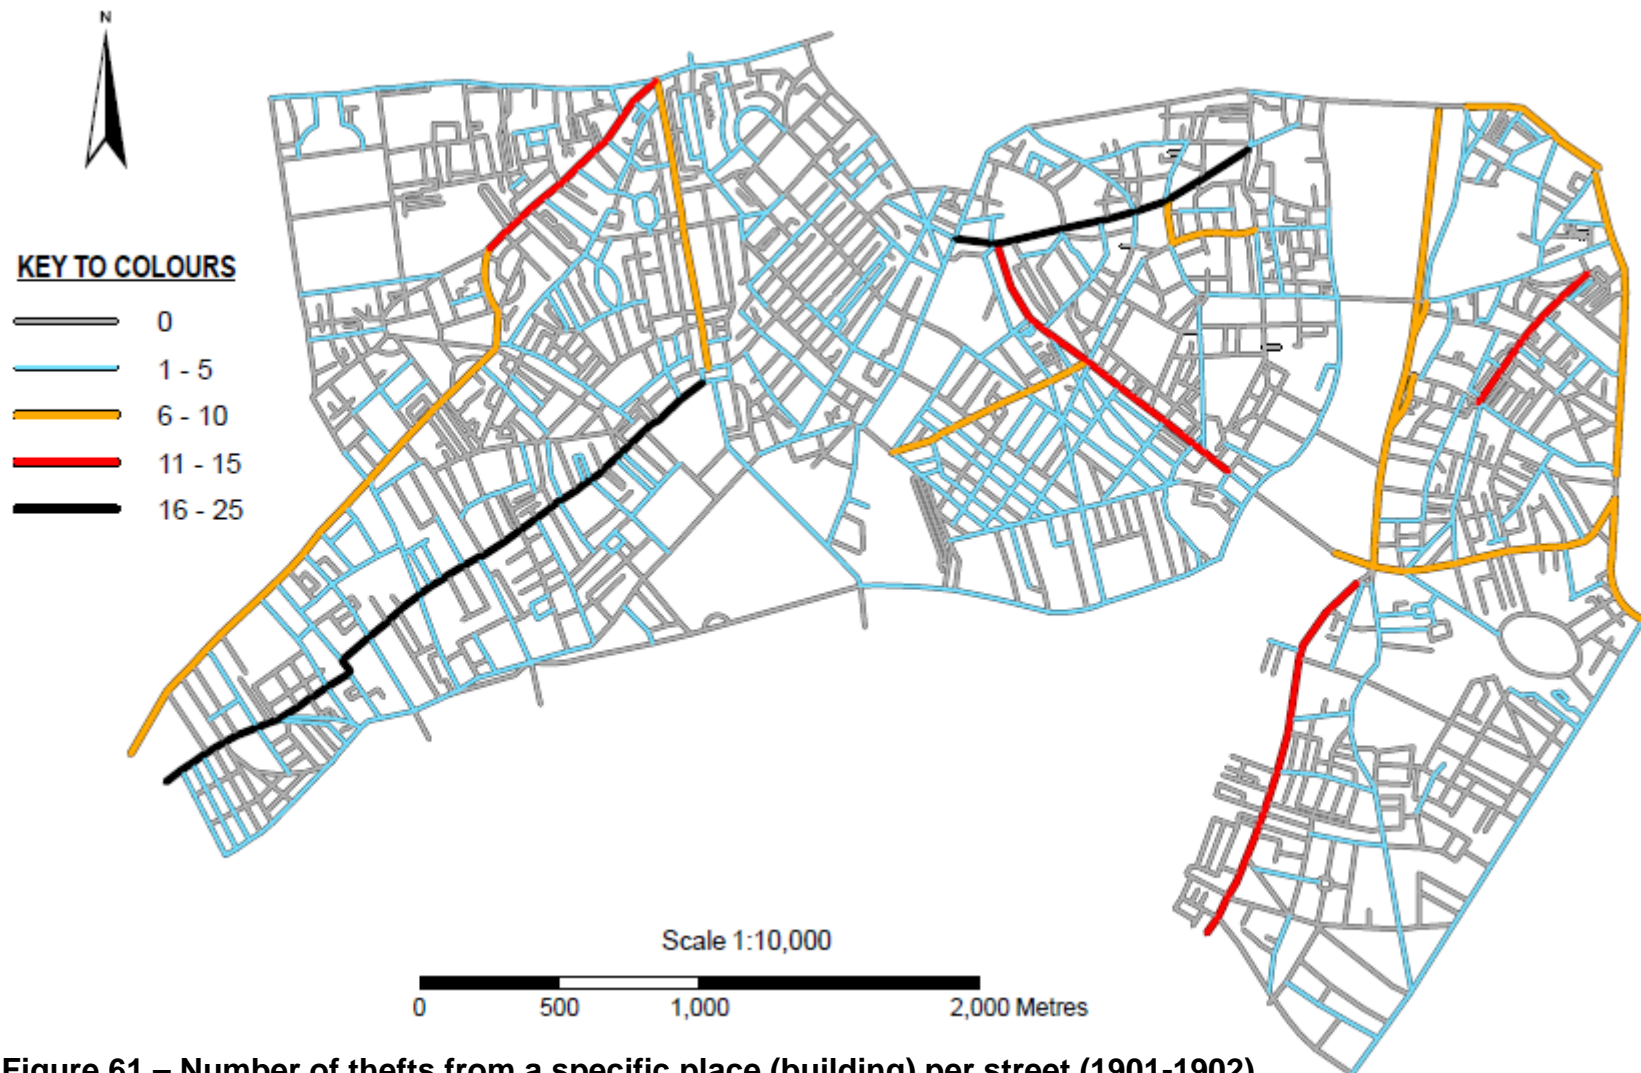 N
KEY TO COLOURS
0
1 - 5
6 - 10
11 - 15
16 - 25
Scale 1:10,000
0 500 1,000 2,000 Metres
Figure 61 – Number of thefts from a specific place (building) per street (1901-1902)